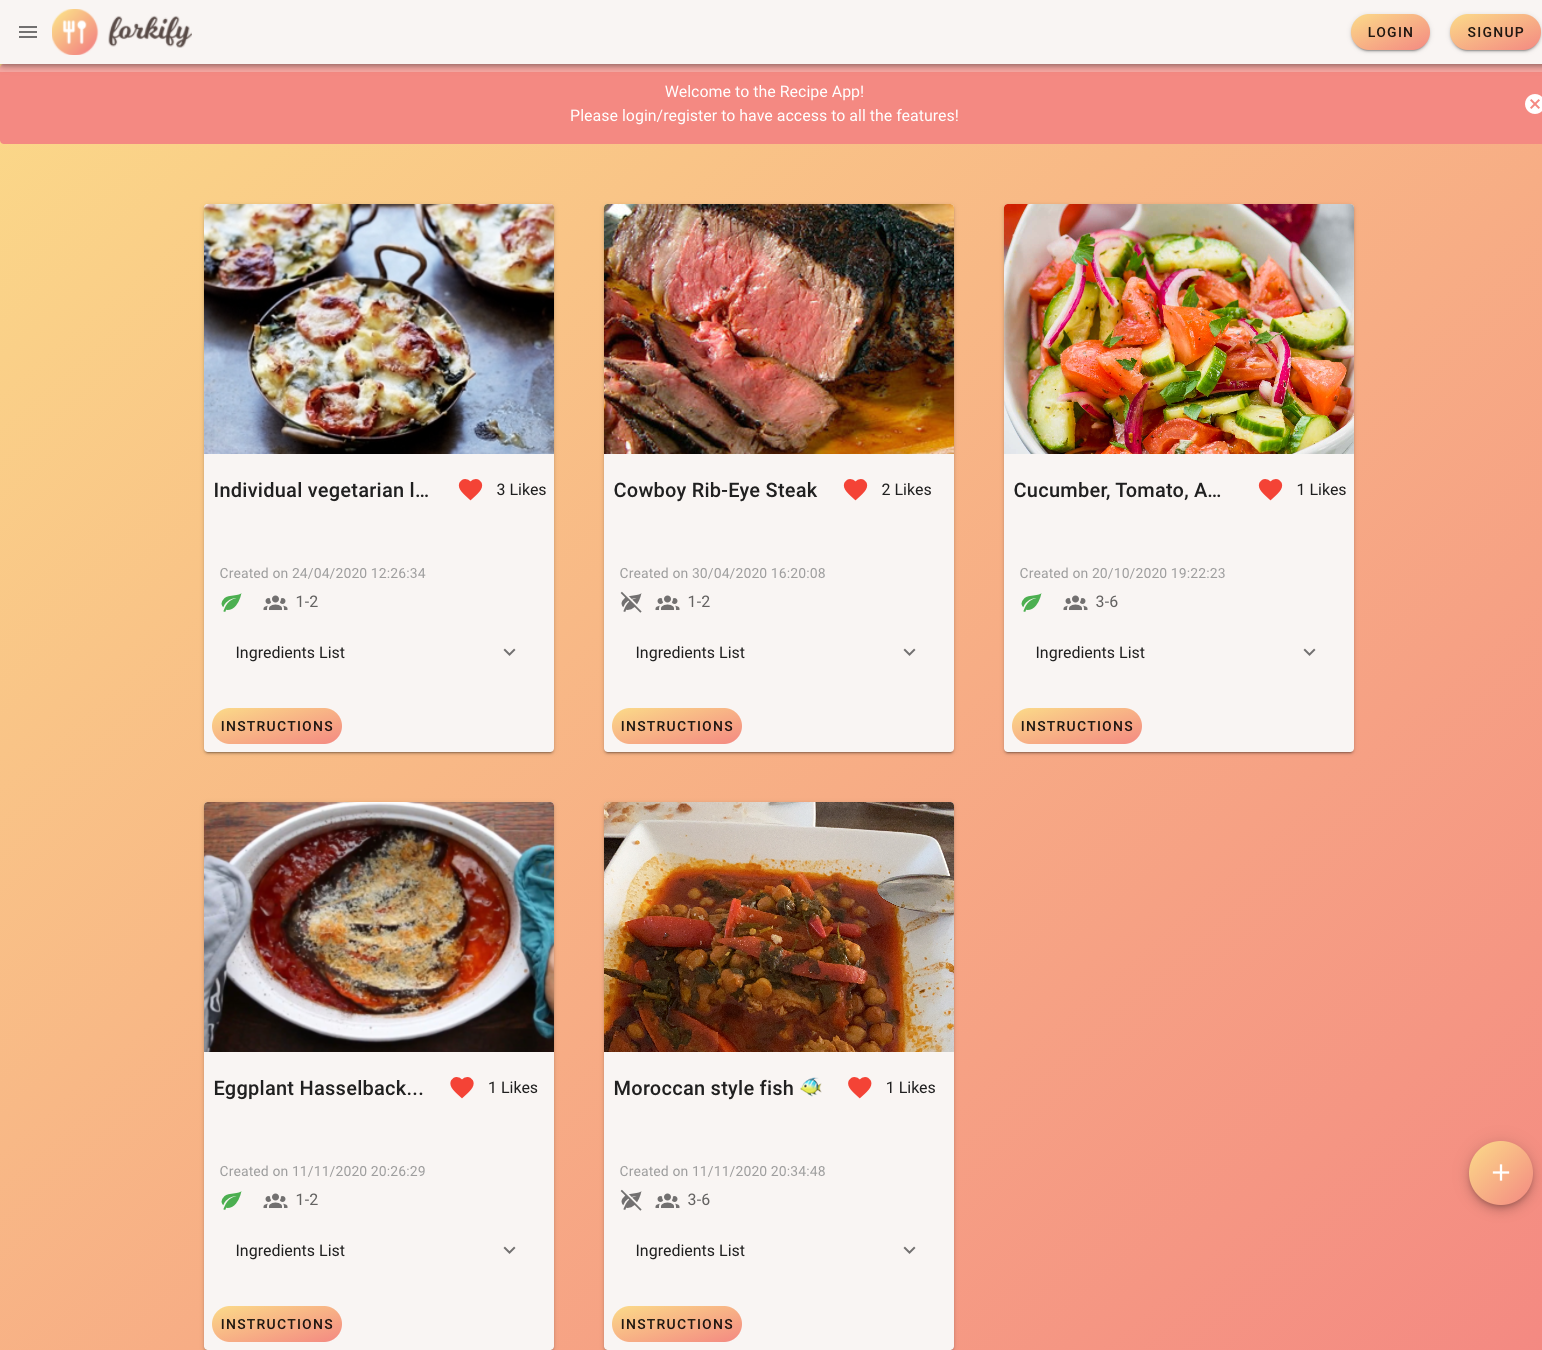 forkify
LOGIN
SIGNUP
Welcome to the Recipe App!
Please login/register to have access to all the features!
Individual vegetarian l...
3 Likes
Created on 24/04/2020 12:26:34
1-2
Ingredients List
INSTRUCTIONS
Cowboy Rib-Eye Steak
2 Likes
Created on 30/04/2020 16:20:08
1-2
Ingredients List
INSTRUCTIONS
Cucumber, Tomato, A...
1 Likes
Created on 20/10/2020 19:22:23
3-6
Ingredients List
INSTRUCTIONS
Eggplant Hasselback...
1 Likes
Created on 11/11/2020 20:26:29
1-2
Ingredients List
INSTRUCTIONS
Moroccan style fish 🐠
1 Likes
Created on 11/11/2020 20:34:48
3-6
Ingredients List
INSTRUCTIONS